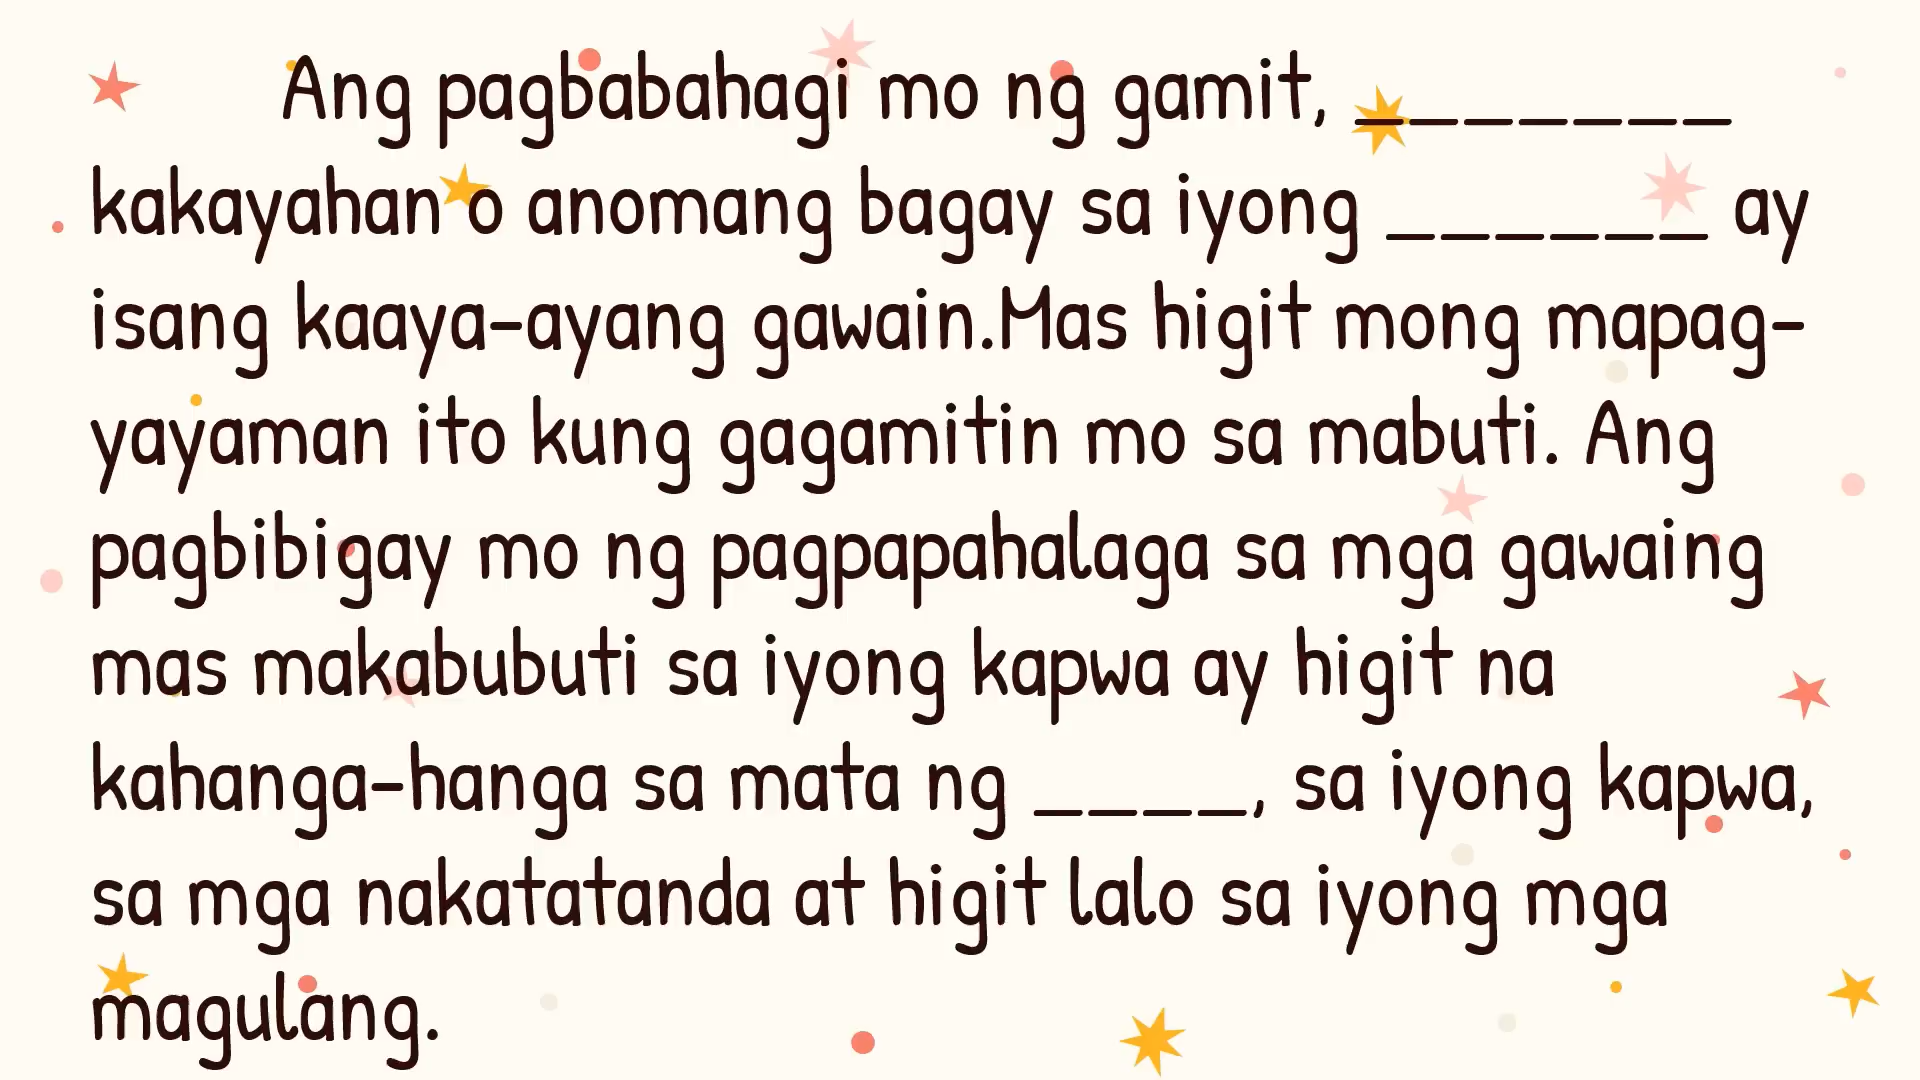 Ang pagbabahagi mo ng gamit, _______
kakayahan o anomang bagay sa iyong ______ ay
isang kaaya-ayang gawain.Mas higit mong mapag-
yayaman ito kung gagamitin mo sa mabuti. Ang
pagbibigay mo ng pagpapahalaga sa mga gawaing
mas makabubuti sa iyong kapwa ay higit na
kahanga-hanga sa mata ng ____, sa iyong kapwa,
sa mga nakatatanda at higit lalo sa iyong mga
magulang.